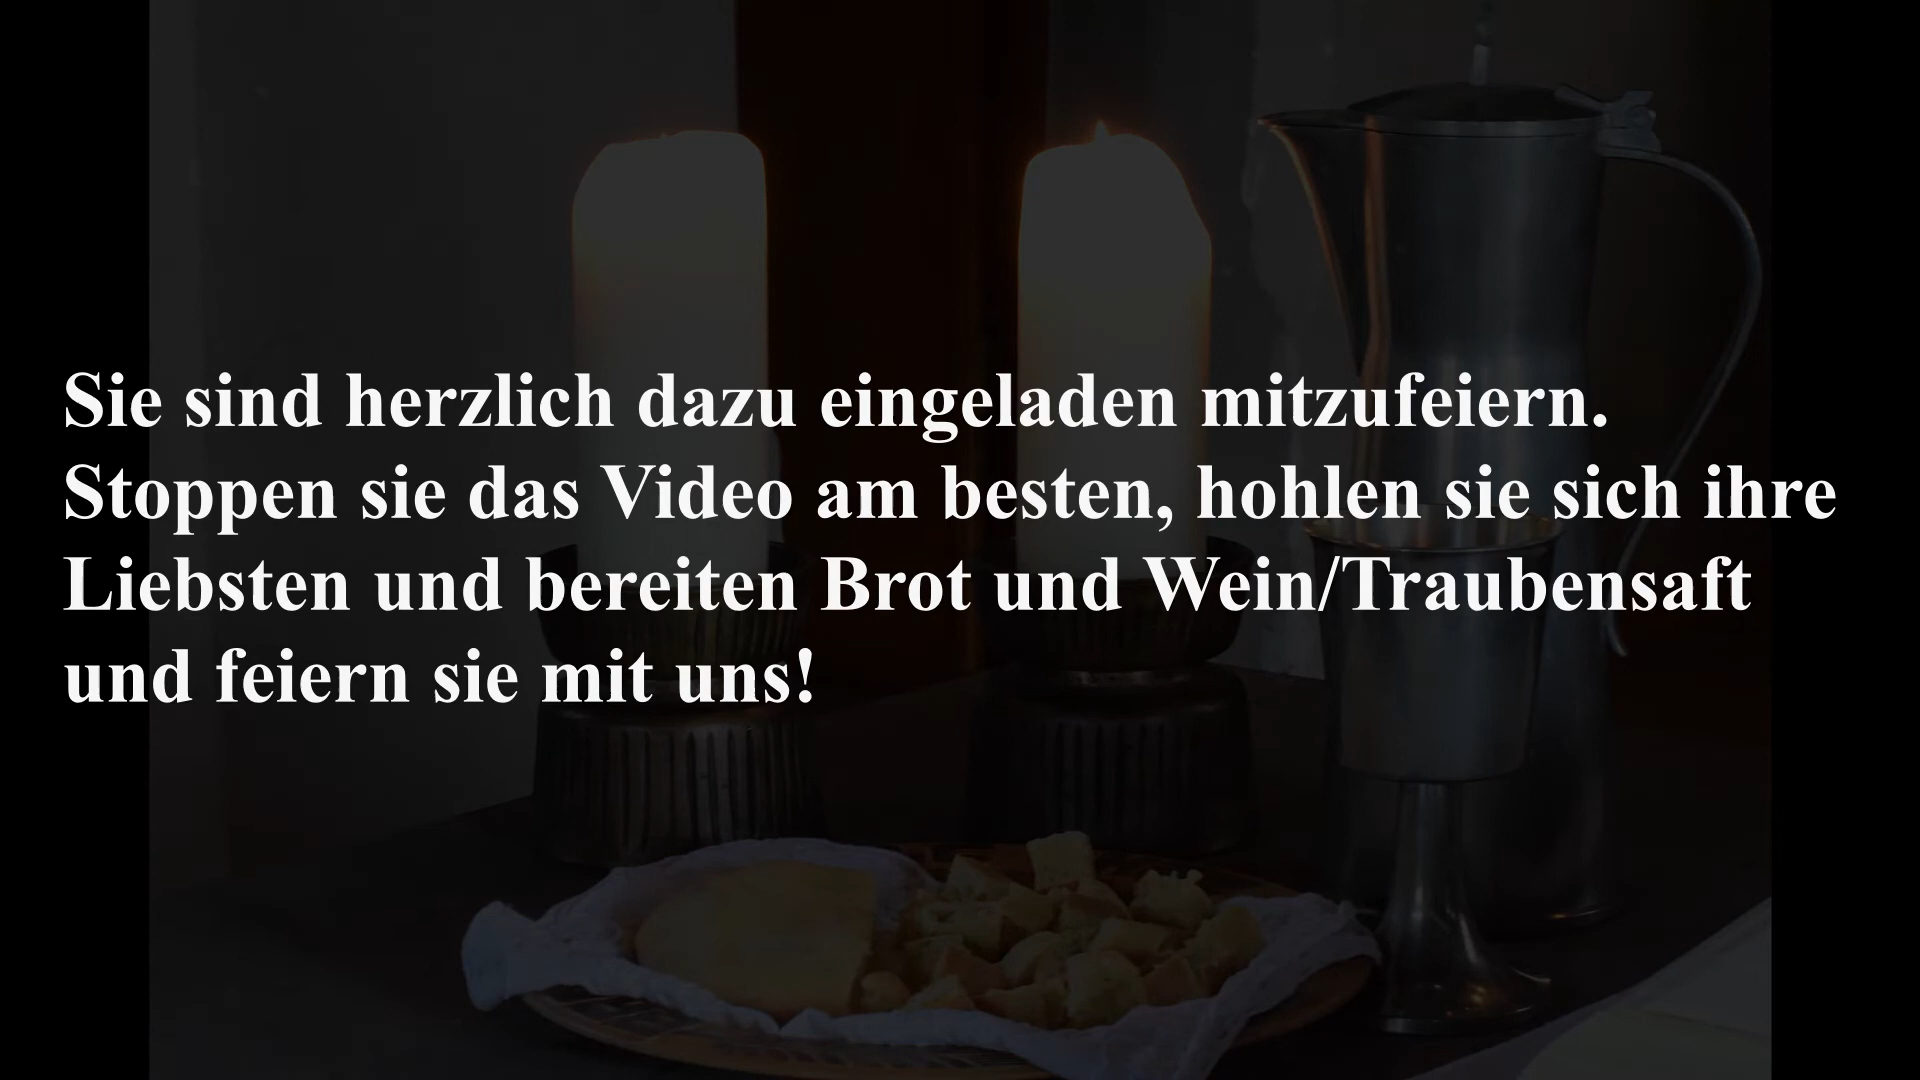 Sie sind herzlich dazu eingeladen mitzufeiern.
Stoppen sie das Video am besten, hohlen sie sich ihre
Liebsten und bereiten Brot und Wein/Traubensaft
und feiern sie mit uns!